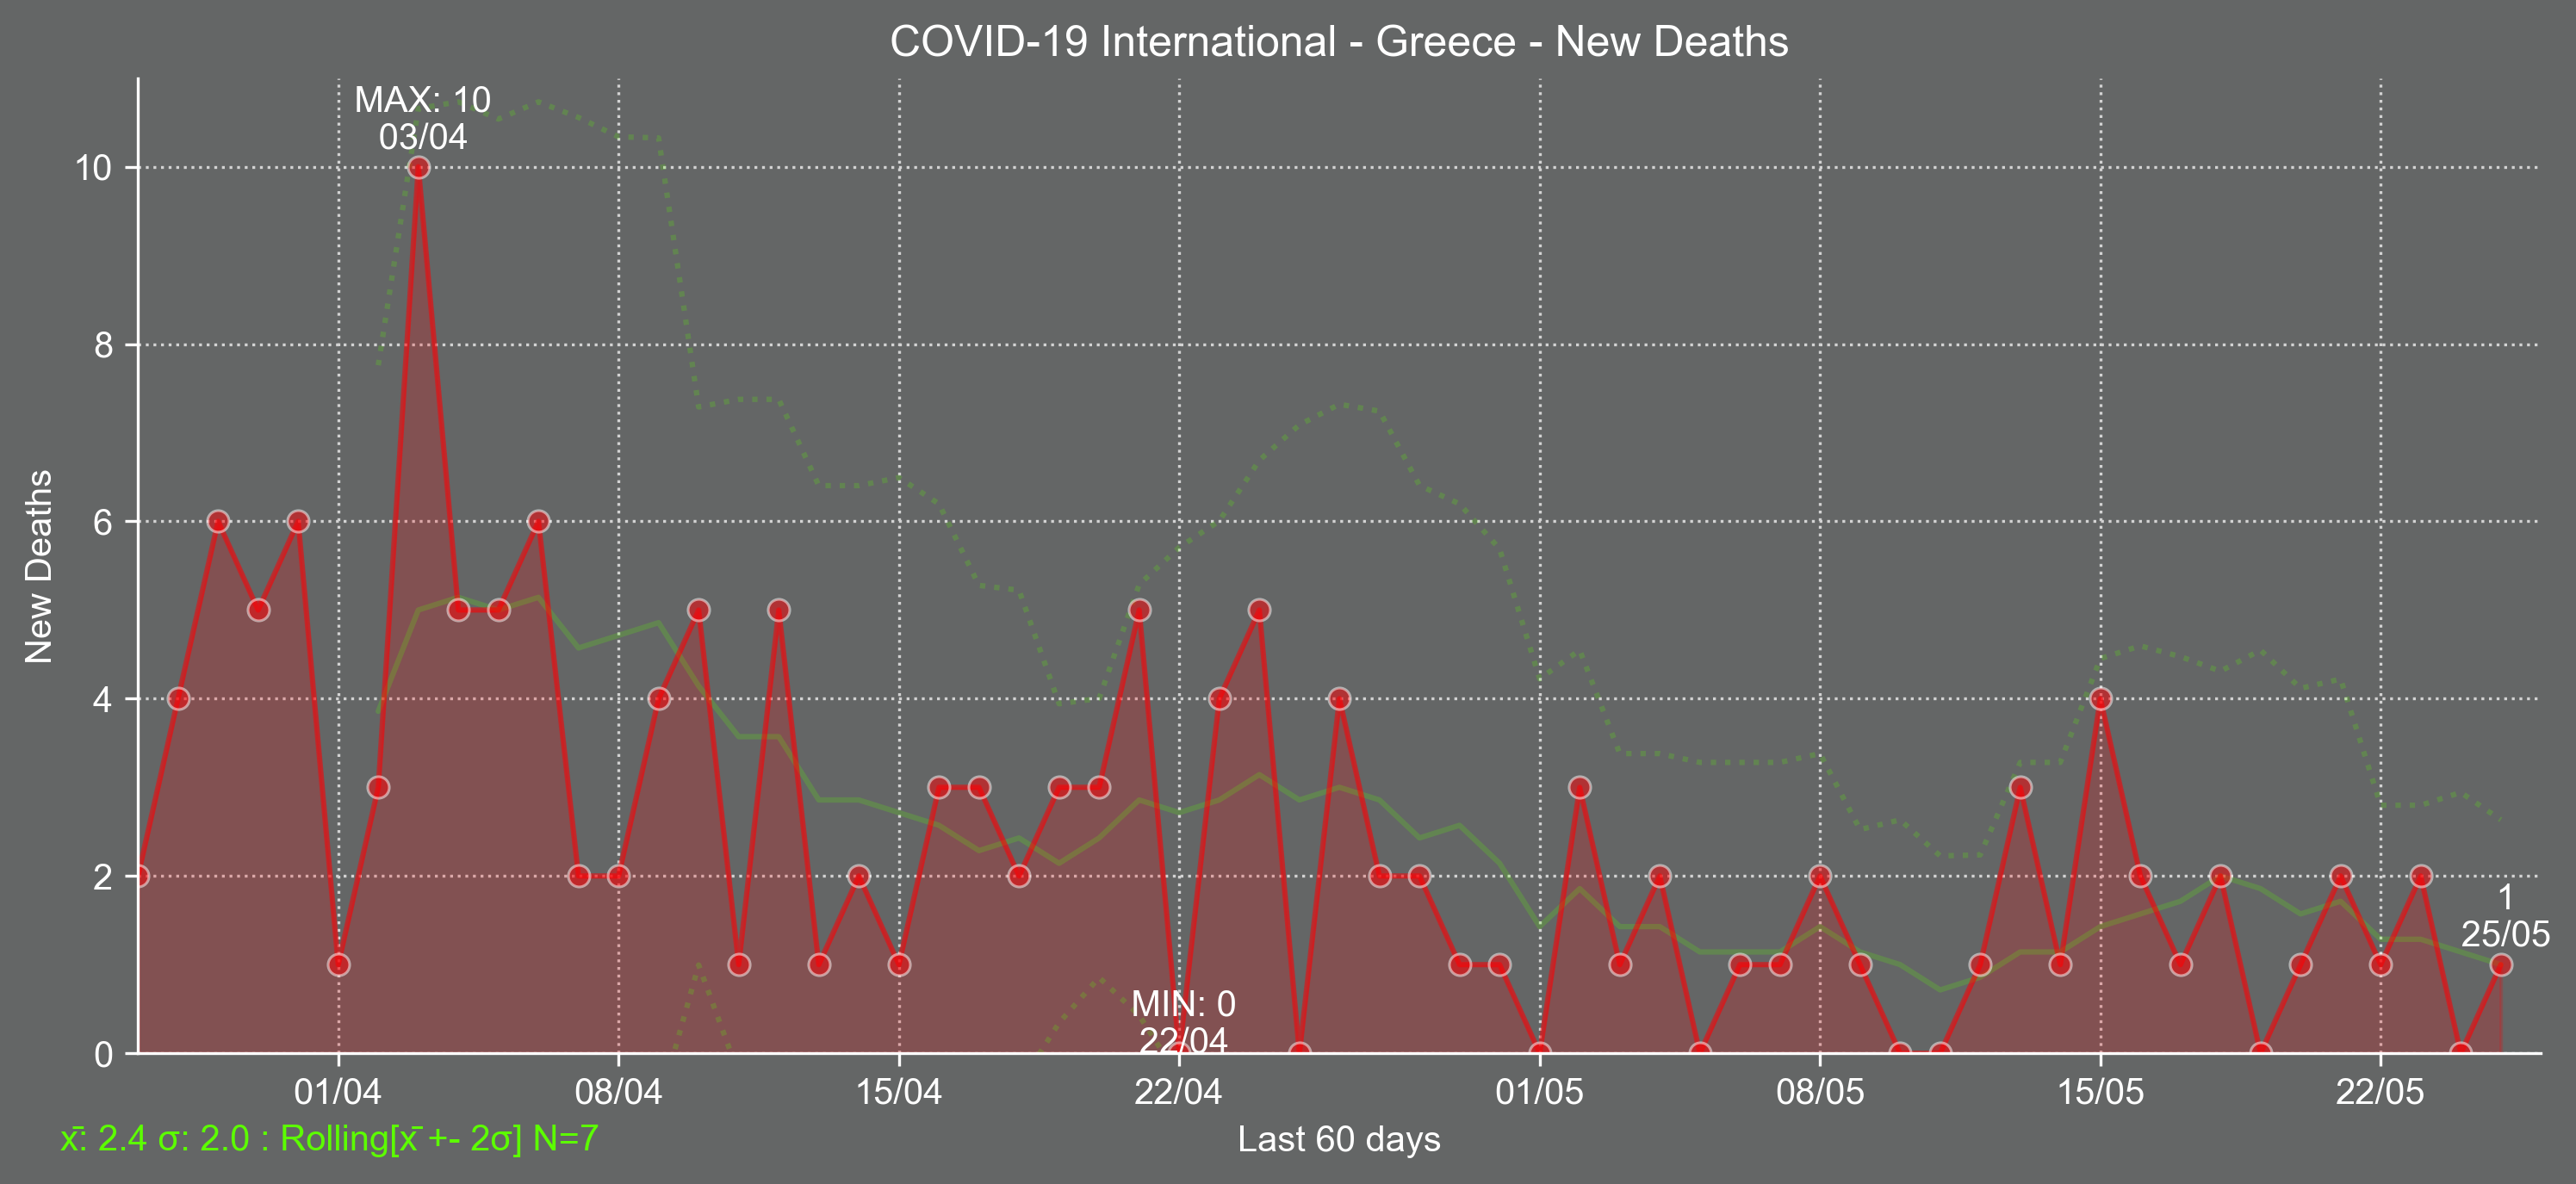 COVID-19 International - Greece - New Deaths
MAX: 10
03/04
10
8
6
4
2
0
New Deaths
1
25/05
MIN: 0
22/04
01/04 08/04 15/04 22/04 01/05 08/05 15/05 22/05
x̄: 2.4 σ: 2.0 : Rolling[x̄ +- 2σ] N=7
Last 60 days